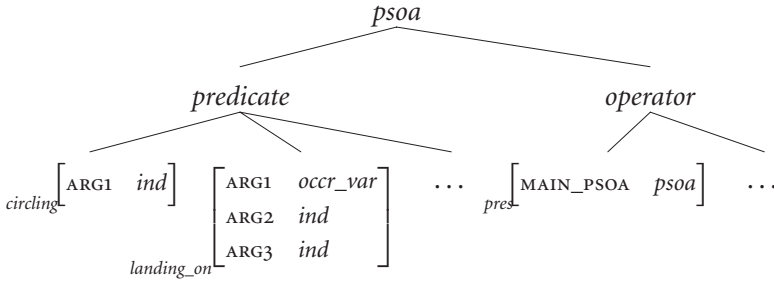 psoa
predicate operator
circling[ARG1 ind] [ARG1 occr_var] ... pres[MAIN_PSOA psoa] ...
ARG2 ind
ARG3 ind
landing_on